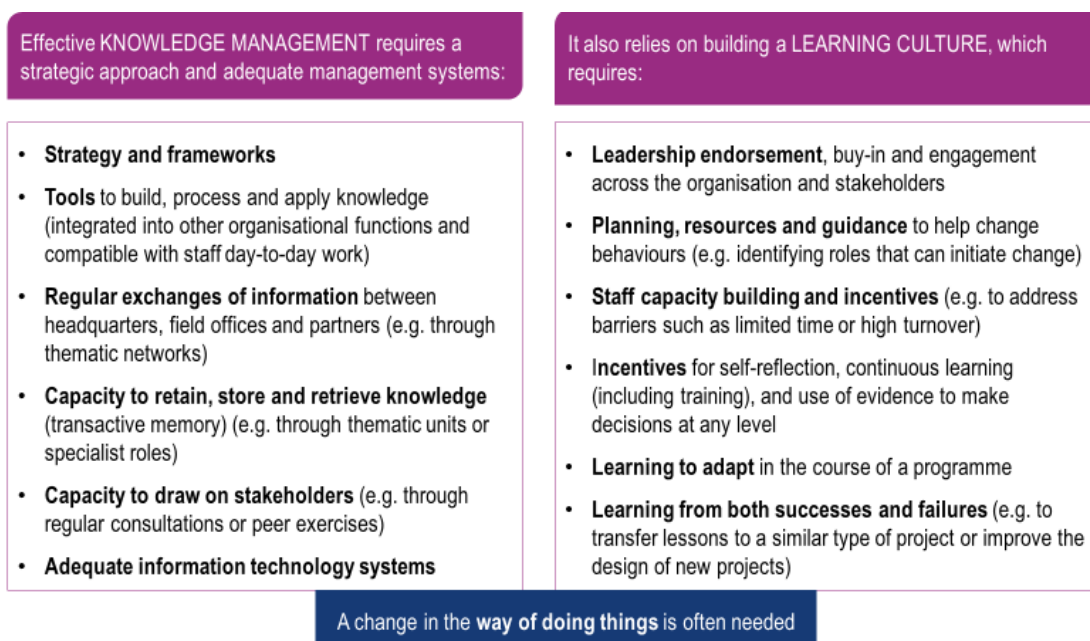 Effective KNOWLEDGE MANAGEMENT requires a
strategic approach and adequate management systems:
• Strategy and frameworks
• Tools to build, process and apply knowledge
(integrated into other organisational functions and
compatible with staff day-to-day work)
• Regular exchanges of information between
headquarters, field offices and partners (e.g. through
thematic networks)
• Capacity to retain, store and retrieve knowledge
(transactive memory) (e.g. through thematic units or
specialist roles)
• Capacity to draw on stakeholders (e.g. through
regular consultations or peer exercises)
• Adequate information technology systems
It also relies on building a LEARNING CULTURE, which
requires:
• Leadership endorsement, buy-in and engagement
across the organisation and stakeholders
• Planning, resources and guidance to help change
behaviours (e.g. identifying roles that can initiate change)
• Staff capacity building and incentives (e.g. to address
barriers such as limited time or high turnover)
• Incentives for self-reflection, continuous learning
(including training), and use of evidence to make
decisions at any level
• Learning to adapt in the course of a programme
• Learning from both successes and failures (e.g. to
transfer lessons to a similar type of project or improve the
design of new projects)
A change in the way of doing things is often needed